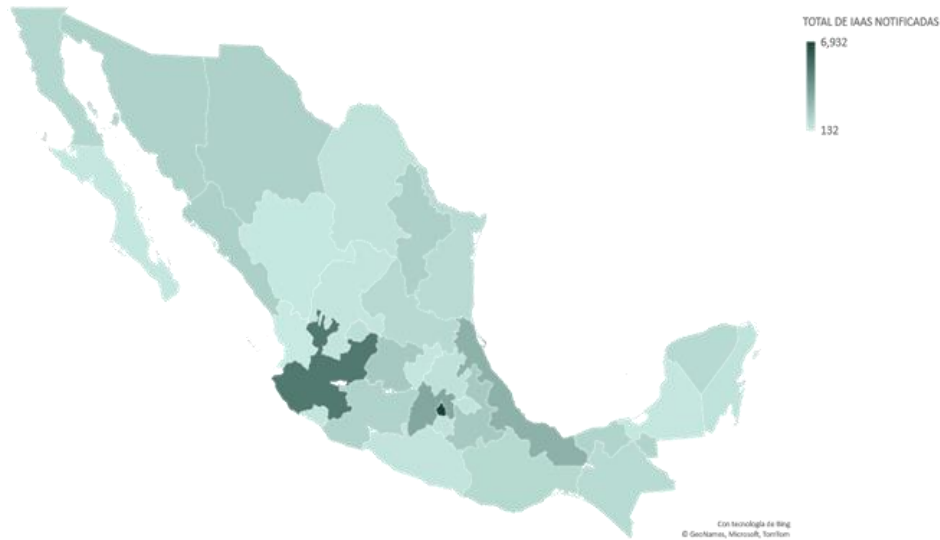 TOTAL DE IAAS NOTIFICADAS
6,932
132
Con tecnología de Bing
© GeoNames, Microsoft, TomTom